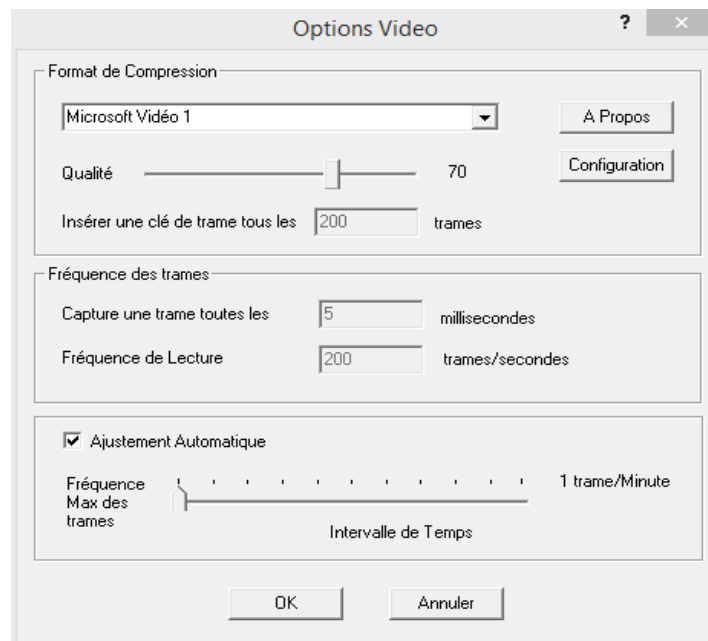 Options Video
?
Format de Compression
Microsoft Vidéo 1
A Propos
Qualité
70
Configuration
Insérer une clé de trame tous les 200 trames
Fréquence des trames
Capture une trame toutes les 5 millisecondes
Fréquence de Lecture 200 trames/secondes
Ajustement Automatique
Fréquence
Max des
trames
1 trame/Minute
Intervalle de Temps
OK
Annuler